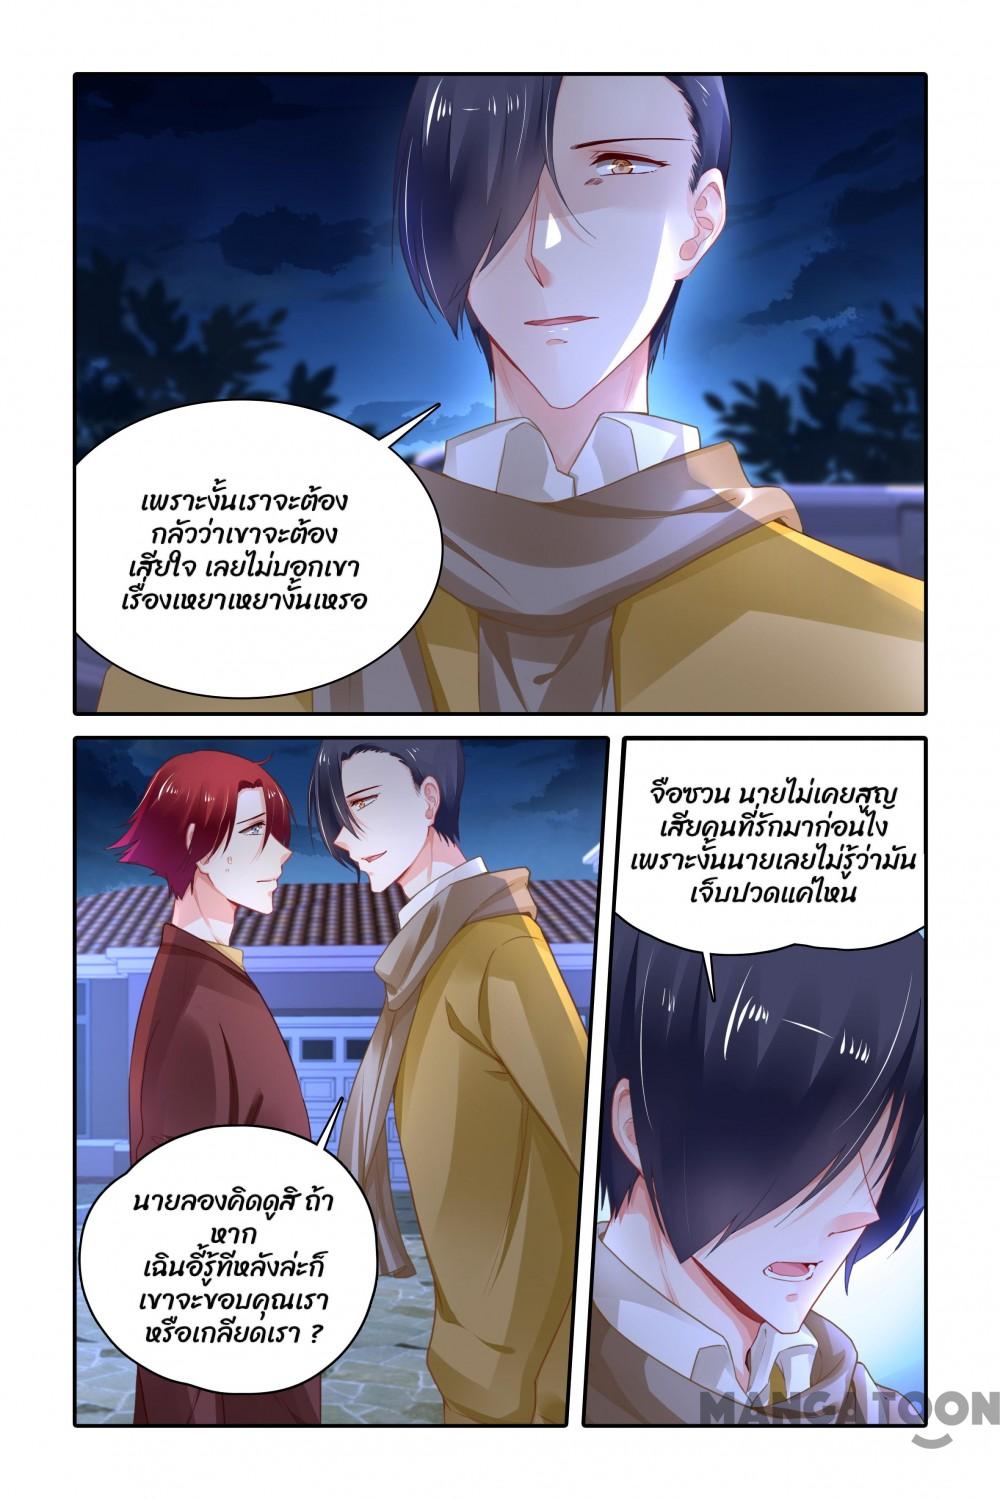 เพราะงั้นเราจะต้อง
กลัวว่าเขาจะต้อง
เสียใจ เลยไม่บอกเขา
เรื่องเหยาเหยางั้นเหรอ
นายลองคิดดูสิ ถ้า
หาก
เฉินอี้รู้ทีหลังล่ะก็
เขาจะขอบคุณเรา
หรือเกลียดเรา ?
จือซวน นายไม่เคยสูญ
เสียคนที่รักมาก่อนไง
เพราะงั้นนายเลยไม่รู้ว่ามัน
เจ็บปวดแค่ไหน
MANGATOON